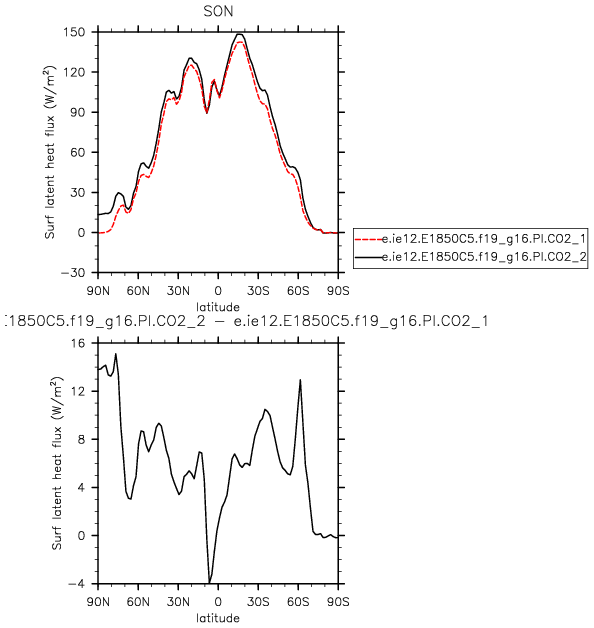 SON
Surf latent heat flux (W/m²)
150
120
90
60
30
0
−30
90N 60N 30N 0 30S 60S 90S
latitude
e.ie12.E1850C5.f19_g16.PI.CO2_1
e.ie12.E1850C5.f19_g16.PI.CO2_2
:1850C5.f19_g16.PI.CO2_2 − e.ie12.E1850C5.f19_g16.PI.CO2_1
Surf latent heat flux (W/m²)
16
12
8
4
0
−4
90N 60N 30N 0 30S 60S 90S
latitude